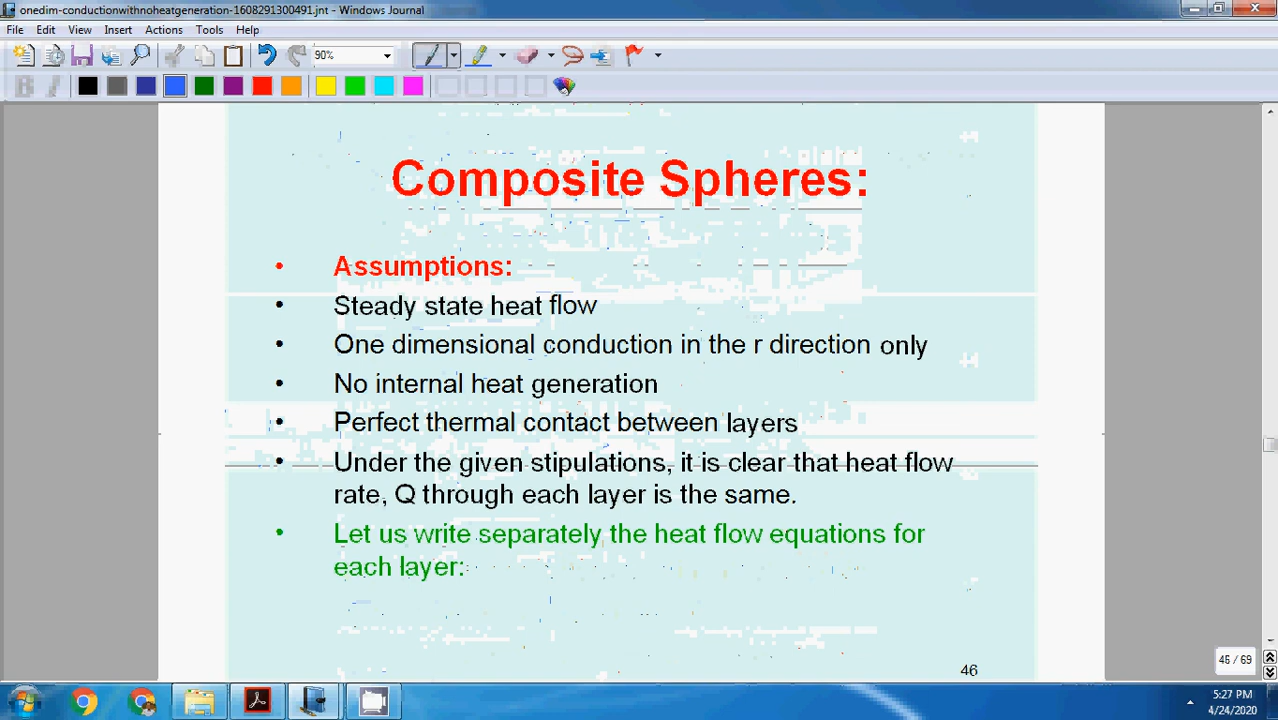 onedim-conductionwithnoheatgeneration-1608291300491.jnt - Windows Journal
File Edit View Insert Actions Tools Help
90%
Composite Spheres:
• Assumptions:
• Steady state heat flow
• One dimensional conduction in the r direction only
• No internal heat generation
• Perfect thermal contact between layers
• Under the given stipulations, it is clear that heat flow
rate, Q through each layer is the same.
• Let us write separately the heat flow equations for
each layer:
46
46 / 69
5:27 PM
4/24/2020